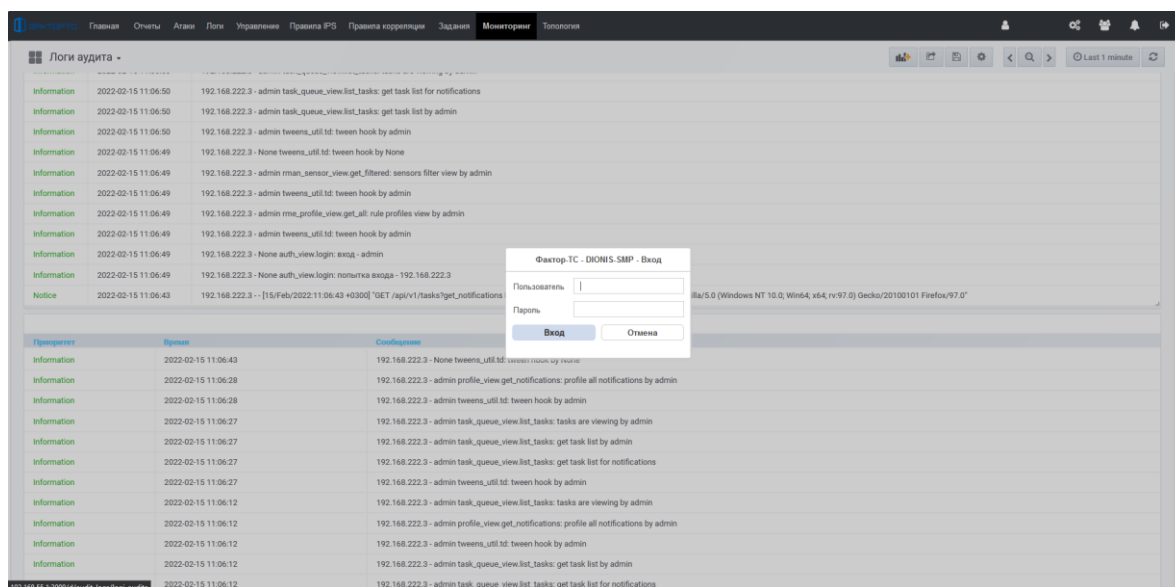 ФАКТОР-ТС Главная Отчеты Атаки Логи Управление Правила IPS Правила корреляции Задания Мониторинг Топология
Логи аудита Last 1 minute
Information 2022-02-15 11:06:50 192.168.222.3 - admin task_queue_view.list_tasks: get task list for notifications
Information 2022-02-15 11:06:50 192.168.222.3 - admin task_queue_view.list_tasks: get task list by admin
Information 2022-02-15 11:06:50 192.168.222.3 - admin tweens_util.td: tween hook by admin
Information 2022-02-15 11:06:49 192.168.222.3 - None tweens_util.td: tween hook by None
Information 2022-02-15 11:06:49 192.168.222.3 - admin rman_sensor_view.get_filtered: sensors filter view by admin
Information 2022-02-15 11:06:49 192.168.222.3 - admin tweens_util.td: tween hook by admin
Information 2022-02-15 11:06:49 192.168.222.3 - admin rme_profile_view.get_all: rule profiles view by admin
Information 2022-02-15 11:06:49 192.168.222.3 - admin tweens_util.td: tween hook by admin
Information 2022-02-15 11:06:49 192.168.222.3 - None auth_view.login: вход - admin
Information 2022-02-15 11:06:49 192.168.222.3 - None auth_view.login: попытка входа - 192.168.222.3
Notice 2022-02-15 11:06:43 192.168.222.3 - - [15/Feb/2022:11:06:43 +0300] "GET /api/v1/tasks?get_notifications lla/5.0 (Windows NT 10.0; Win64; x64; rv:97.0) Gecko/20100101 Firefox/97.0"
Фактор-ТС - DIONIS-SMP - Вход
Пользователь
Пароль
Вход Отмена
Приоритет Время Сообщение
Information 2022-02-15 11:06:43 192.168.222.3 - None tweens_util.td: tween hook by None
Information 2022-02-15 11:06:28 192.168.222.3 - admin profile_view.get_notifications: profile all notifications by admin
Information 2022-02-15 11:06:28 192.168.222.3 - admin tweens_util.td: tween hook by admin
Information 2022-02-15 11:06:27 192.168.222.3 - admin task_queue_view.list_tasks: tasks are viewing by admin
Information 2022-02-15 11:06:27 192.168.222.3 - admin task_queue_view.list_tasks: get task list by admin
Information 2022-02-15 11:06:27 192.168.222.3 - admin task_queue_view.list_tasks: get task list for notifications
Information 2022-02-15 11:06:27 192.168.222.3 - admin tweens_util.td: tween hook by admin
Information 2022-02-15 11:06:12 192.168.222.3 - admin task_queue_view.list_tasks: tasks are viewing by admin
Information 2022-02-15 11:06:12 192.168.222.3 - admin profile_view.get_notifications: profile all notifications by admin
Information 2022-02-15 11:06:12 192.168.222.3 - admin tweens_util.td: tween hook by admin
Information 2022-02-15 11:06:12 192.168.222.3 - admin task_queue_view.list_tasks: get task list by admin
2022-02-15 11:06:12 192.168.222.3 - admin task_queue_view.list_tasks: get task list for notifications